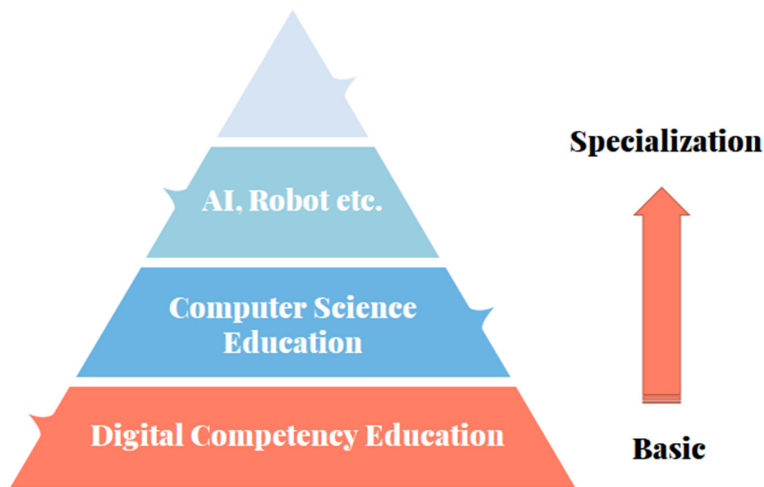 Specialization
AI, Robot etc.
Computer Science
Education
Digital Competency Education
Basic